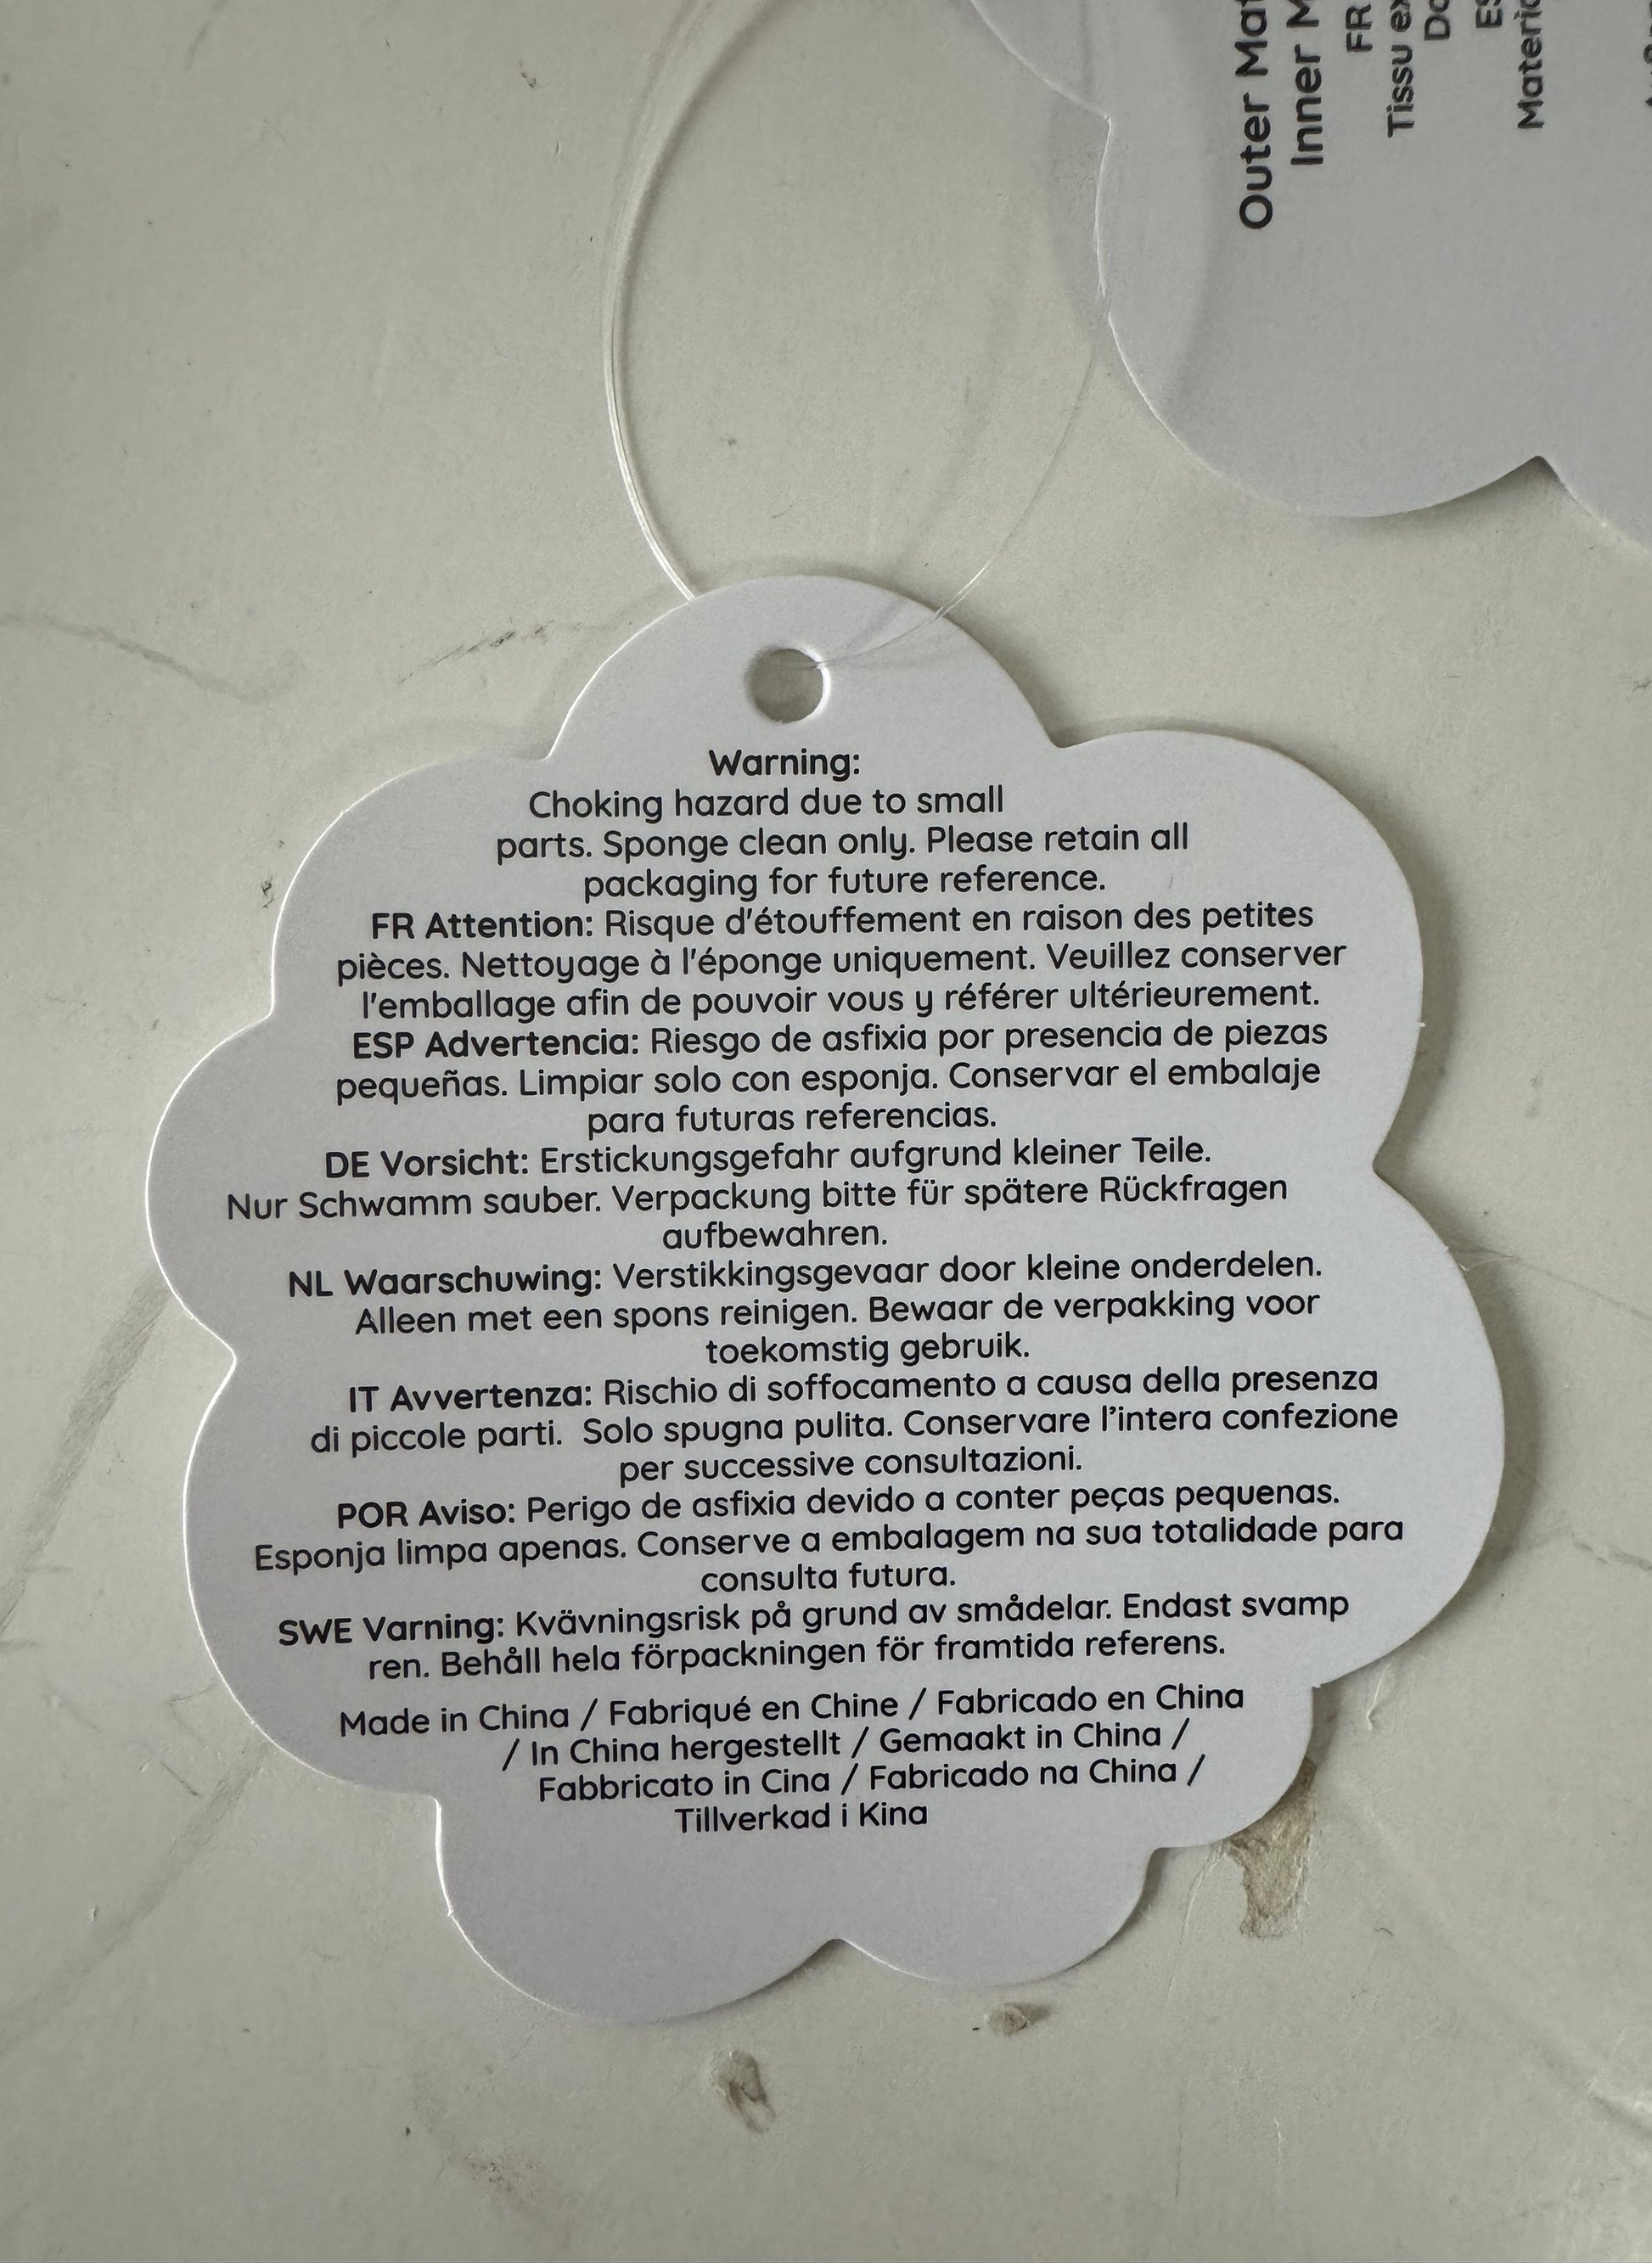 Outer Mat
Inner M
FR
Tissu ex
Do
ES
Materic
Warning:
Choking hazard due to small
parts. Sponge clean only. Please retain all
packaging for future reference.
FR Attention: Risque d'étouffement en raison des petites
pièces. Nettoyage à l'éponge uniquement. Veuillez conserver
l'emballage afin de pouvoir vous y référer ultérieurement.
ESP Advertencia: Riesgo de asfixia por presencia de piezas
pequeñas. Limpiar solo con esponja. Conservar el embalaje
para futuras referencias.
DE Vorsicht: Erstickungsgefahr aufgrund kleiner Teile.
Nur Schwamm sauber. Verpackung bitte für spätere Rückfragen
aufbewahren.
NL Waarschuwing: Verstikkingsgevaar door kleine onderdelen.
Alleen met een spons reinigen. Bewaar de verpakking voor
toekomstig gebruik.
IT Avvertenza: Rischio di soffocamento a causa della presenza
di piccole parti. Solo spugna pulita. Conservare l'intera confezione
per successive consultazioni.
POR Aviso: Perigo de asfixia devido a conter peças pequenas.
Esponja limpa apenas. Conserve a embalagem na sua totalidade para
consulta futura.
SWE Varning: Kvävningsrisk på grund av smådelar. Endast svamp
ren. Behåll hela förpackningen för framtida referens.
Made in China / Fabriqué en Chine / Fabricado en China
/ In China hergestellt / Gemaakt in China /
Fabbricato in Cina / Fabricado na China /
Tillverkad i Kina